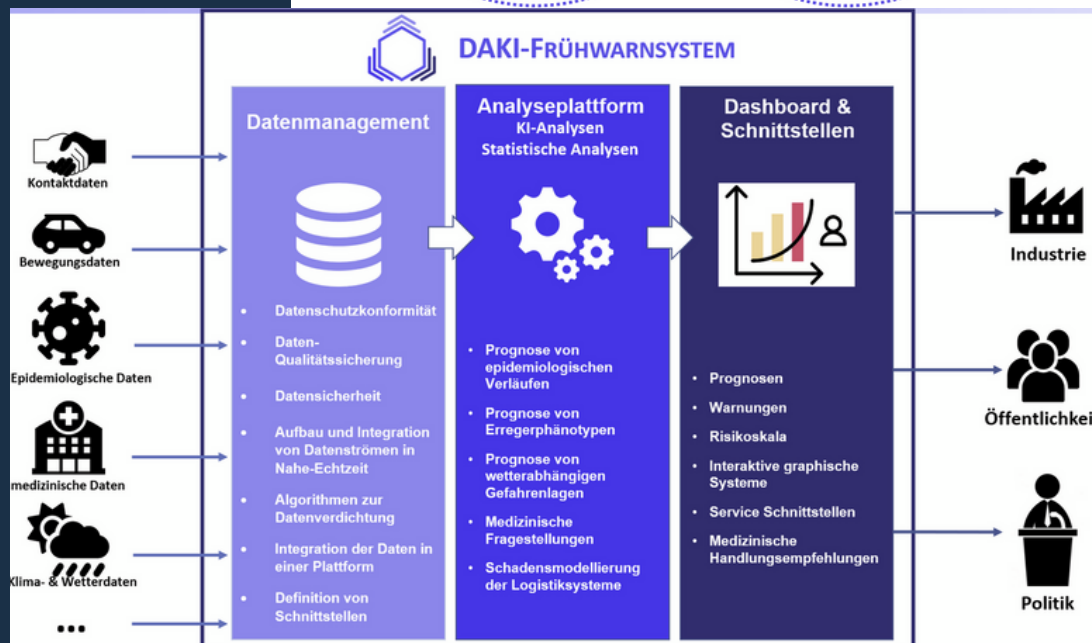 DAKI-FRÜHWARNSYSTEM
Kontaktdaten
Bewegungsdaten
Epidemiologische Daten
medizinische Daten
Klima- & Wetterdaten
...
Datenmanagement
• Datenschutzkonformität
• Daten-
Qualitätssicherung
• Datensicherheit
• Aufbau und Integration
von Datenströmen in
Nahe-Echtzeit
• Algorithmen zur
Datenverdichtung
• Integration der Daten in
einer Plattform
• Definition von
Schnittstellen
Analyseplattform
KI-Analysen
Statistische Analysen
• Prognose von
epidemiologischen
Verläufen
• Prognose von
Erregerphänotypen
• Prognose von
wetterabhängigen
Gefahrenlagen
• Medizinische
Fragestellungen
• Schadensmodellierung
der Logistiksysteme
Dashboard &
Schnittstellen
• Prognosen
• Warnungen
• Risikoskala
• Interaktive graphische
Systeme
• Service Schnittstellen
• Medizinische
Handlungsempfehlungen
Industrie
Öffentlichkei
Politik